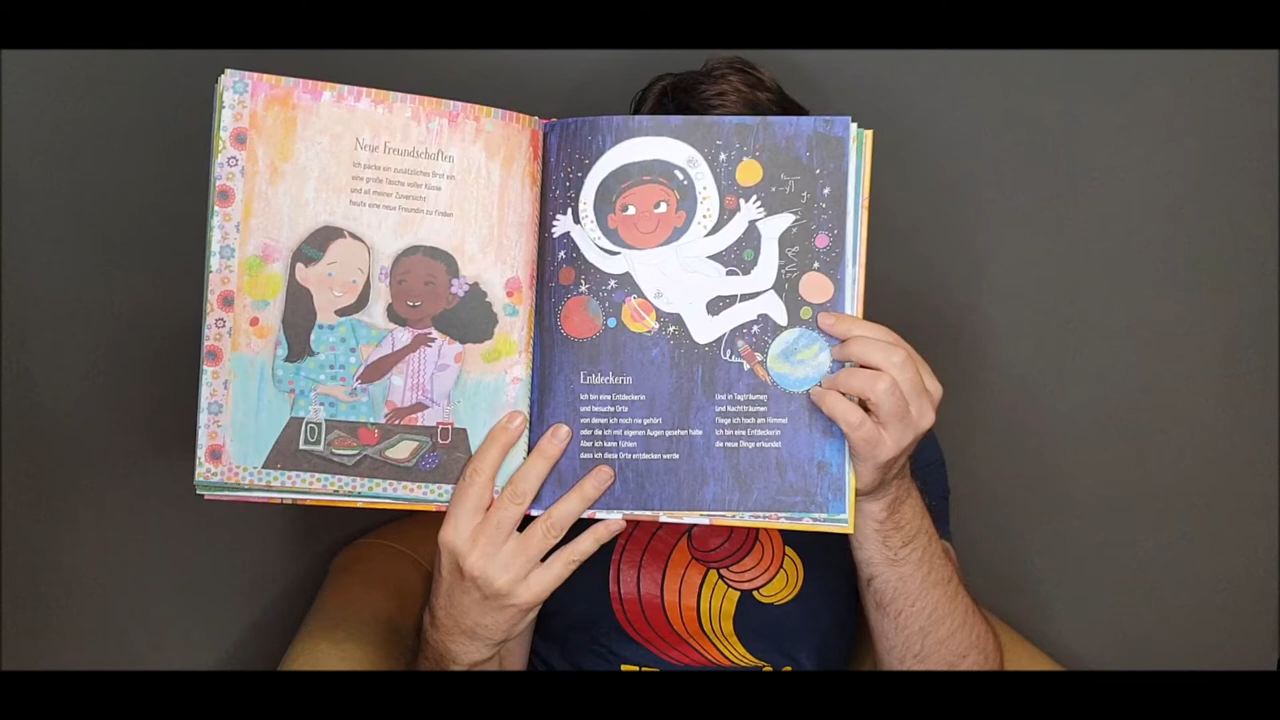 Neue Freundschaften
Ich packe ein zusätzliches Brot ein
eine große Tasche voller Küsse
und all meiner Zuversicht
heute eine neue Freundin zu finden
Entdeckerin
Ich bin eine Entdeckerin
und besuche Orte
von denen ich noch nie gehört
oder die ich mit eigenen Augen gesehen habe
Aber ich kann fühlen
dass ich diese Orte entdecken werde
Und in Tagträumen
und Nachtträumen
fliege ich hoch am Himmel
Ich bin eine Entdeckerin
die neue Dinge erkundet